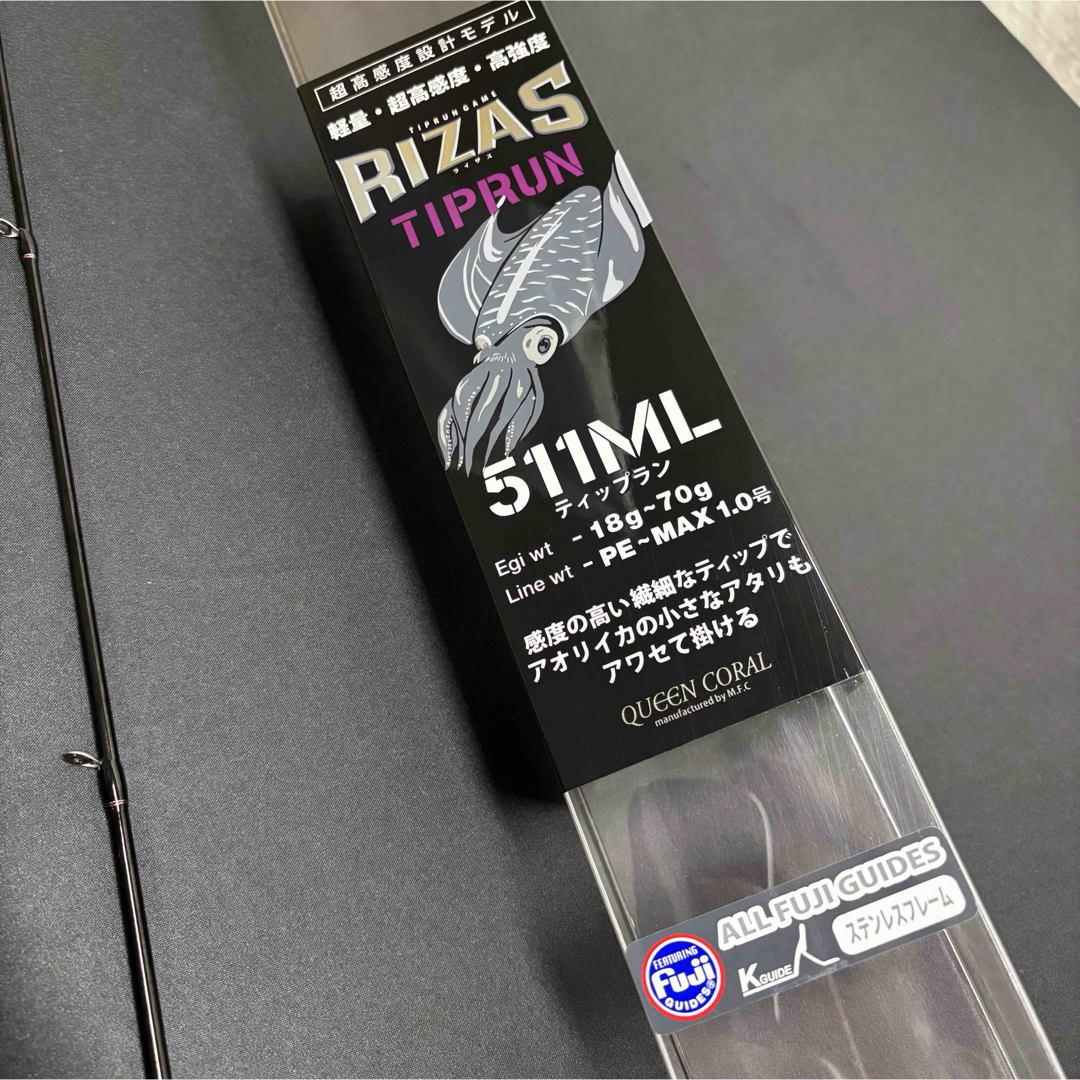 超高感度設計モデル
軽量・超高感度・高強度
TIPRUN GAME
RIZAS
ライザス
TIPRUN
511ML
ティップラン
Egi wt - 18g~70g
Line wt - PE~MAX 1.0号
感度の高い繊細なティップで
アオリイカの小さなアタリも
アワセて掛ける
QUEEN CORAL
manufactured by M.F.C
ALL FUJI GUIDES
FEATURING
Fuji
GUIDES®
K GUIDE
ステンレスフレーム